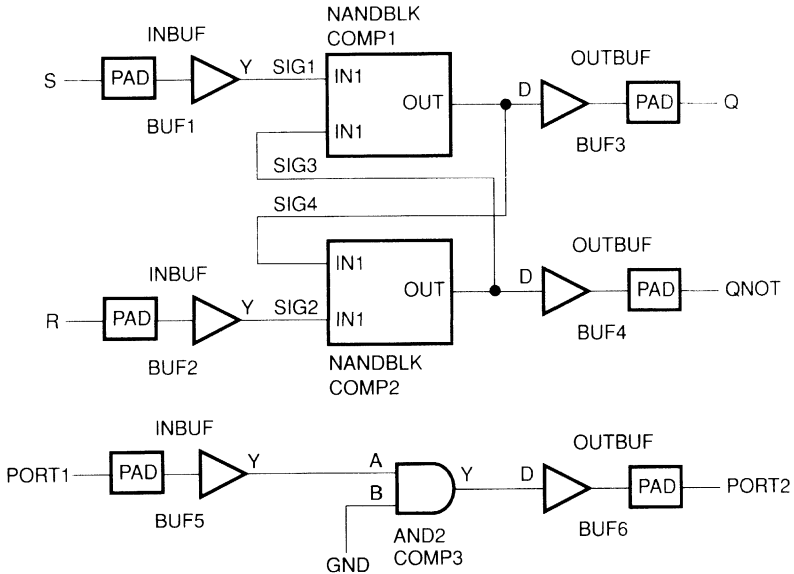 NANDBLK
COMP1
INBUF
OUTBUF
S PAD Y SIG1 IN1
OUT D PAD Q
BUF1 IN1 BUF3
SIG3
SIG4
NANDBLK
COMP2
INBUF IN1 OUTBUF
OUT D PAD QNOT
R PAD Y SIG2 IN1
BUF2 BUF4
INBUF OUTBUF
PORT1 PAD Y A
B Y D PAD PORT2
BUF5 AND2 BUF6
COMP3
GND